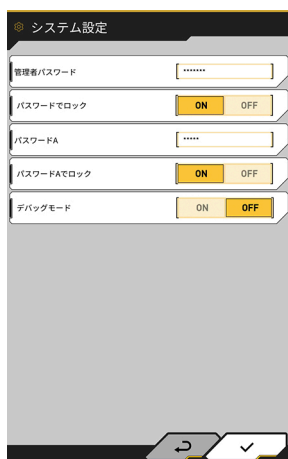 システム設定
管理者パスワード [ ••••••• ]
パスワードでロック [ ON OFF ]
パスワードA [ ••••• ]
パスワードAでロック [ ON OFF ]
デバッグモード [ ON OFF ]